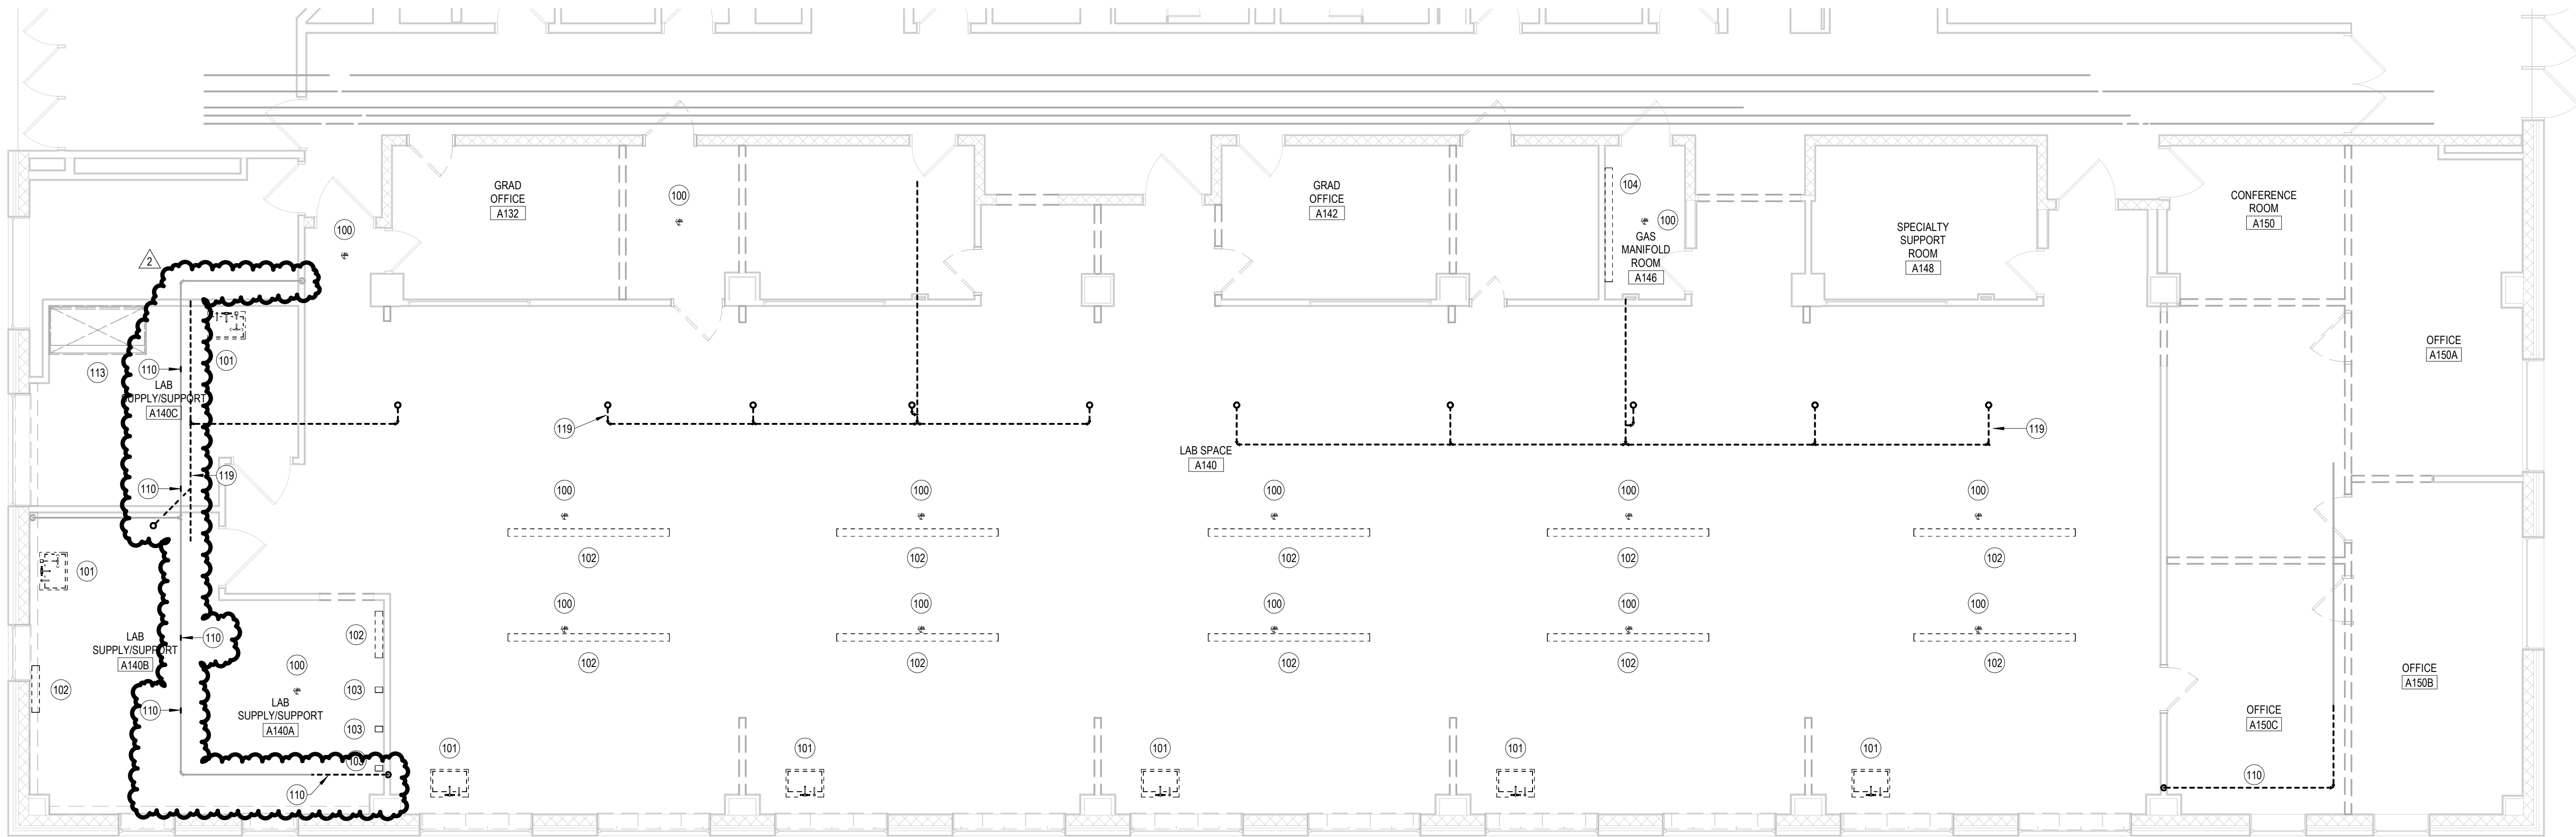 GRAD
OFFICE
A132
100
100
2
GRAD
OFFICE
A142
104
100
GAS
MANIFOLD
ROOM
A146
SPECIALTY
SUPPORT
ROOM
A148
CONFERENCE
ROOM
A150
OFFICE
A150A
101
110
113
LAB
SUPPLY/SUPPORT
A140C
119
119
LAB SPACE
A140
119
110
100
100
100
100
100
102
102
102
102
102
101
100
100
100
100
100
102
102
102
102
102
110
LAB
SUPPLY/SUPPORT
A140B
102
100
102
103
LAB
SUPPLY/SUPPORT
A140A
110
103
103
110
101
101
101
101
101
OFFICE
A150B
OFFICE
A150C
110